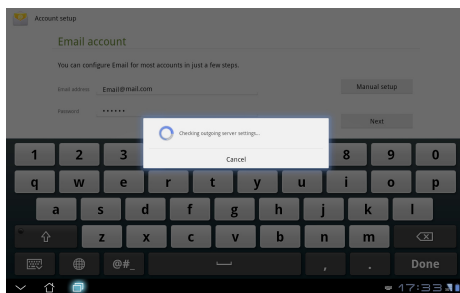 Account setup
Email account
You can configure Email for most accounts in just a few steps.
Email address Email@mail.com Manual setup
Password ••••••
Next
Checking outgoing server settings...
Cancel
1 2 3 8 9 0
q w e r t y u i o p
a s d f g h j k l
z x c v b n m
@#_ , . Done
17:33